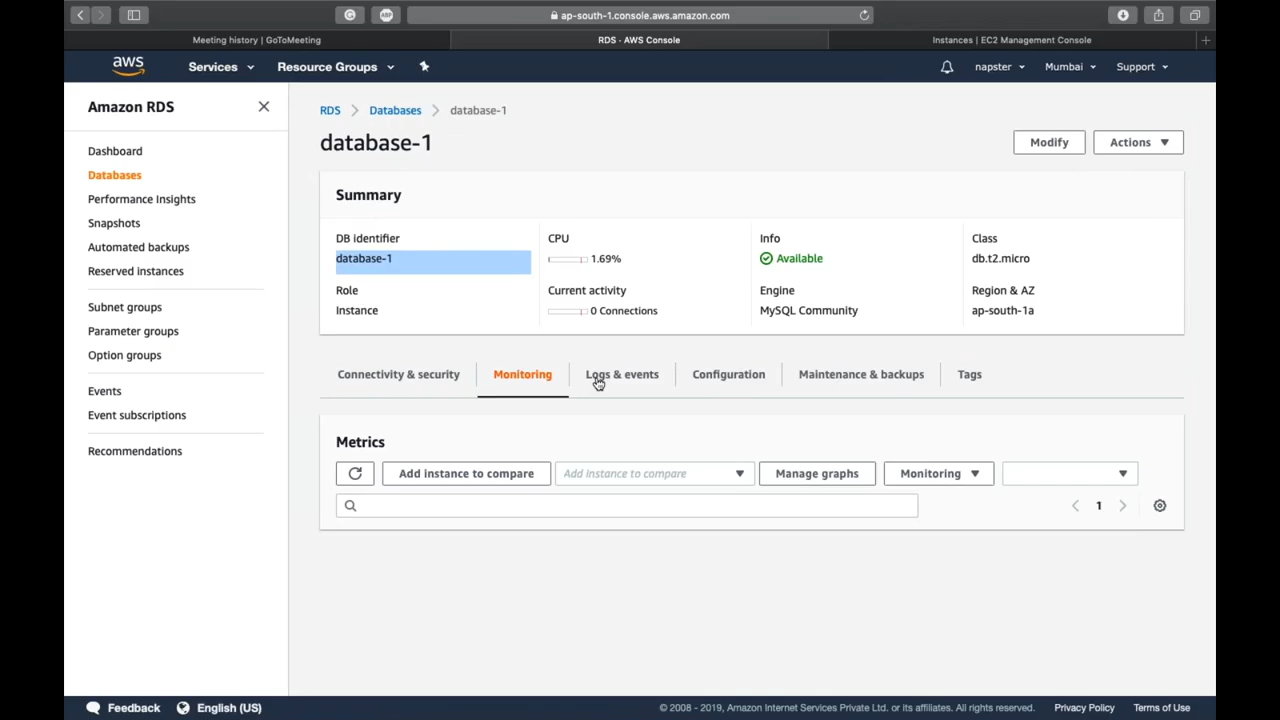 ap-south-1.console.aws.amazon.com
Meeting history | GoToMeeting
RDS · AWS Console
Instances | EC2 Management Console
aws
Services
Resource Groups
napster
Mumbai
Support
Amazon RDS
Dashboard
Databases
Performance Insights
Snapshots
Automated backups
Reserved instances
Subnet groups
Parameter groups
Option groups
Events
Event subscriptions
Recommendations
RDS > Databases > database-1
database-1
Modify
Actions
Summary
DB identifier
database-1
CPU
1.69%
Info
Available
Class
db.t2.micro
Role
Instance
Current activity
0 Connections
Engine
MySQL Community
Region & AZ
ap-south-1a
Connectivity & security
Monitoring
Logs & events
Configuration
Maintenance & backups
Tags
Metrics
Add instance to compare
Add instance to compare
Manage graphs
Monitoring
1
Feedback
English (US)
© 2008 - 2019, Amazon Internet Services Private Ltd. or its affiliates. All rights reserved.
Privacy Policy
Terms of Use